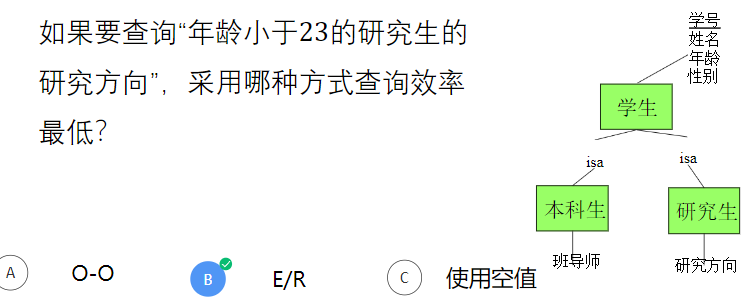 如果要查询“年龄小于23的研究生的
研究方向”，采用哪种方式查询效率
最低?
学号
姓名
年龄
性别
学生
isa
isa
本科生
研究生
班导师
研究方向
A O-O
B E/R
C 使用空值